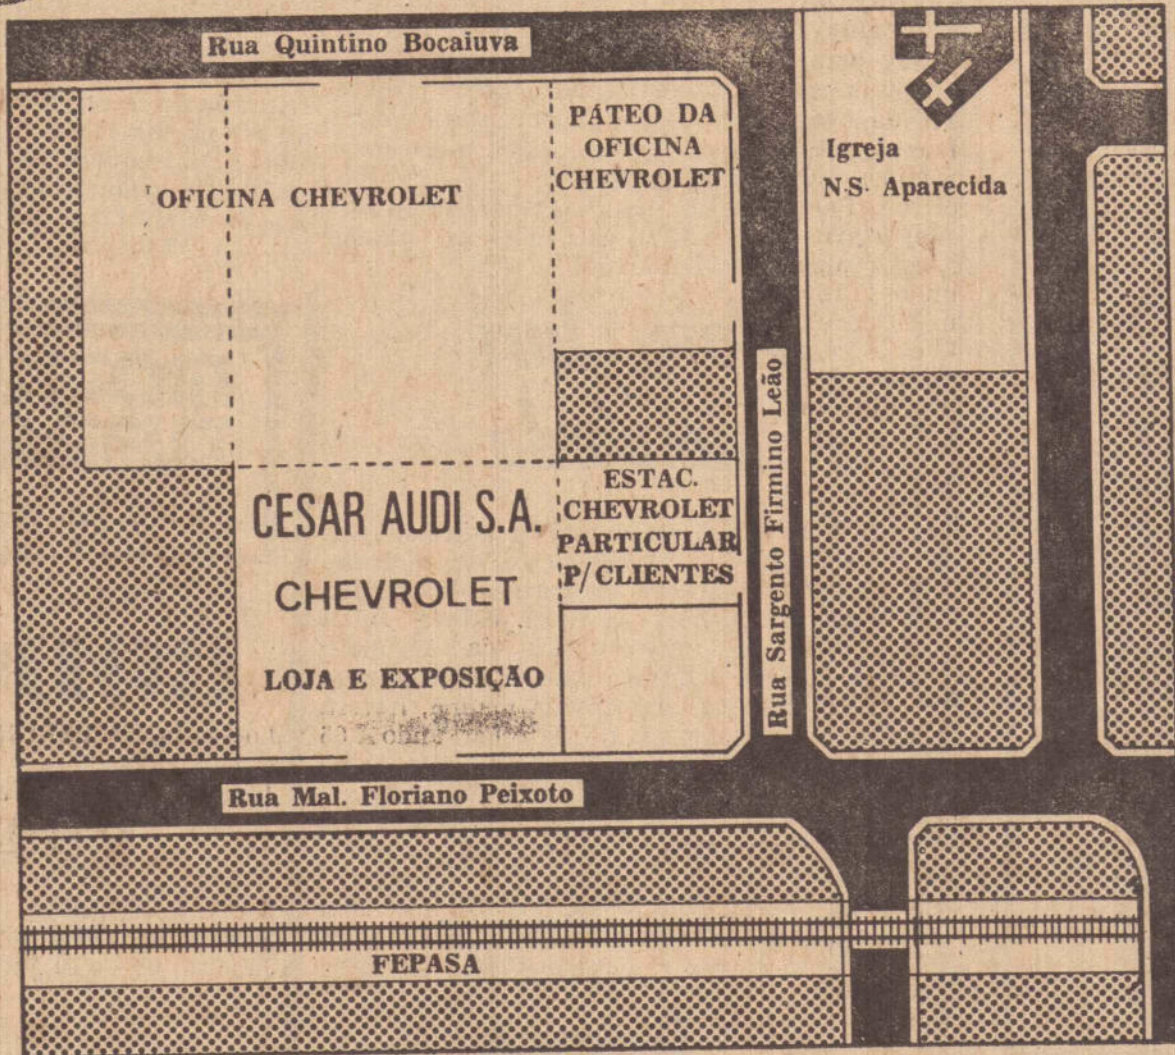 Rua Quintino Bocaiuva
PÁTEO DA
OFICINA
CHEVROLET
OFICINA CHEVROLET
Igreja
N.S. Aparecida
Rua Sargento Firmino Leão
CESAR AUDI S.A.
CHEVROLET
LOJA E EXPOSIÇÃO
ESTAC.
CHEVROLET
PARTICULAR
P/CLIENTES
Rua Mal. Floriano Peixoto
FEPASA